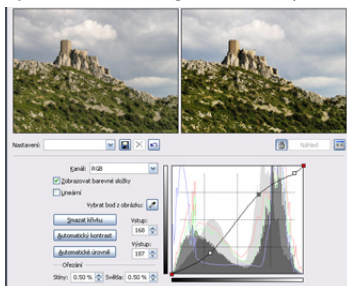 Nastavení:
Náhled
Kanál: RGB
Zobrazovat barevné složky
Lineární
Vybrat bod z obrázku:
Smazat křivku
Vstup:
168
Automatický kontrast
Výstup:
187
Automatické úrovně
Ořezání
Stíny: 0.50 % Světla: 0.50 %